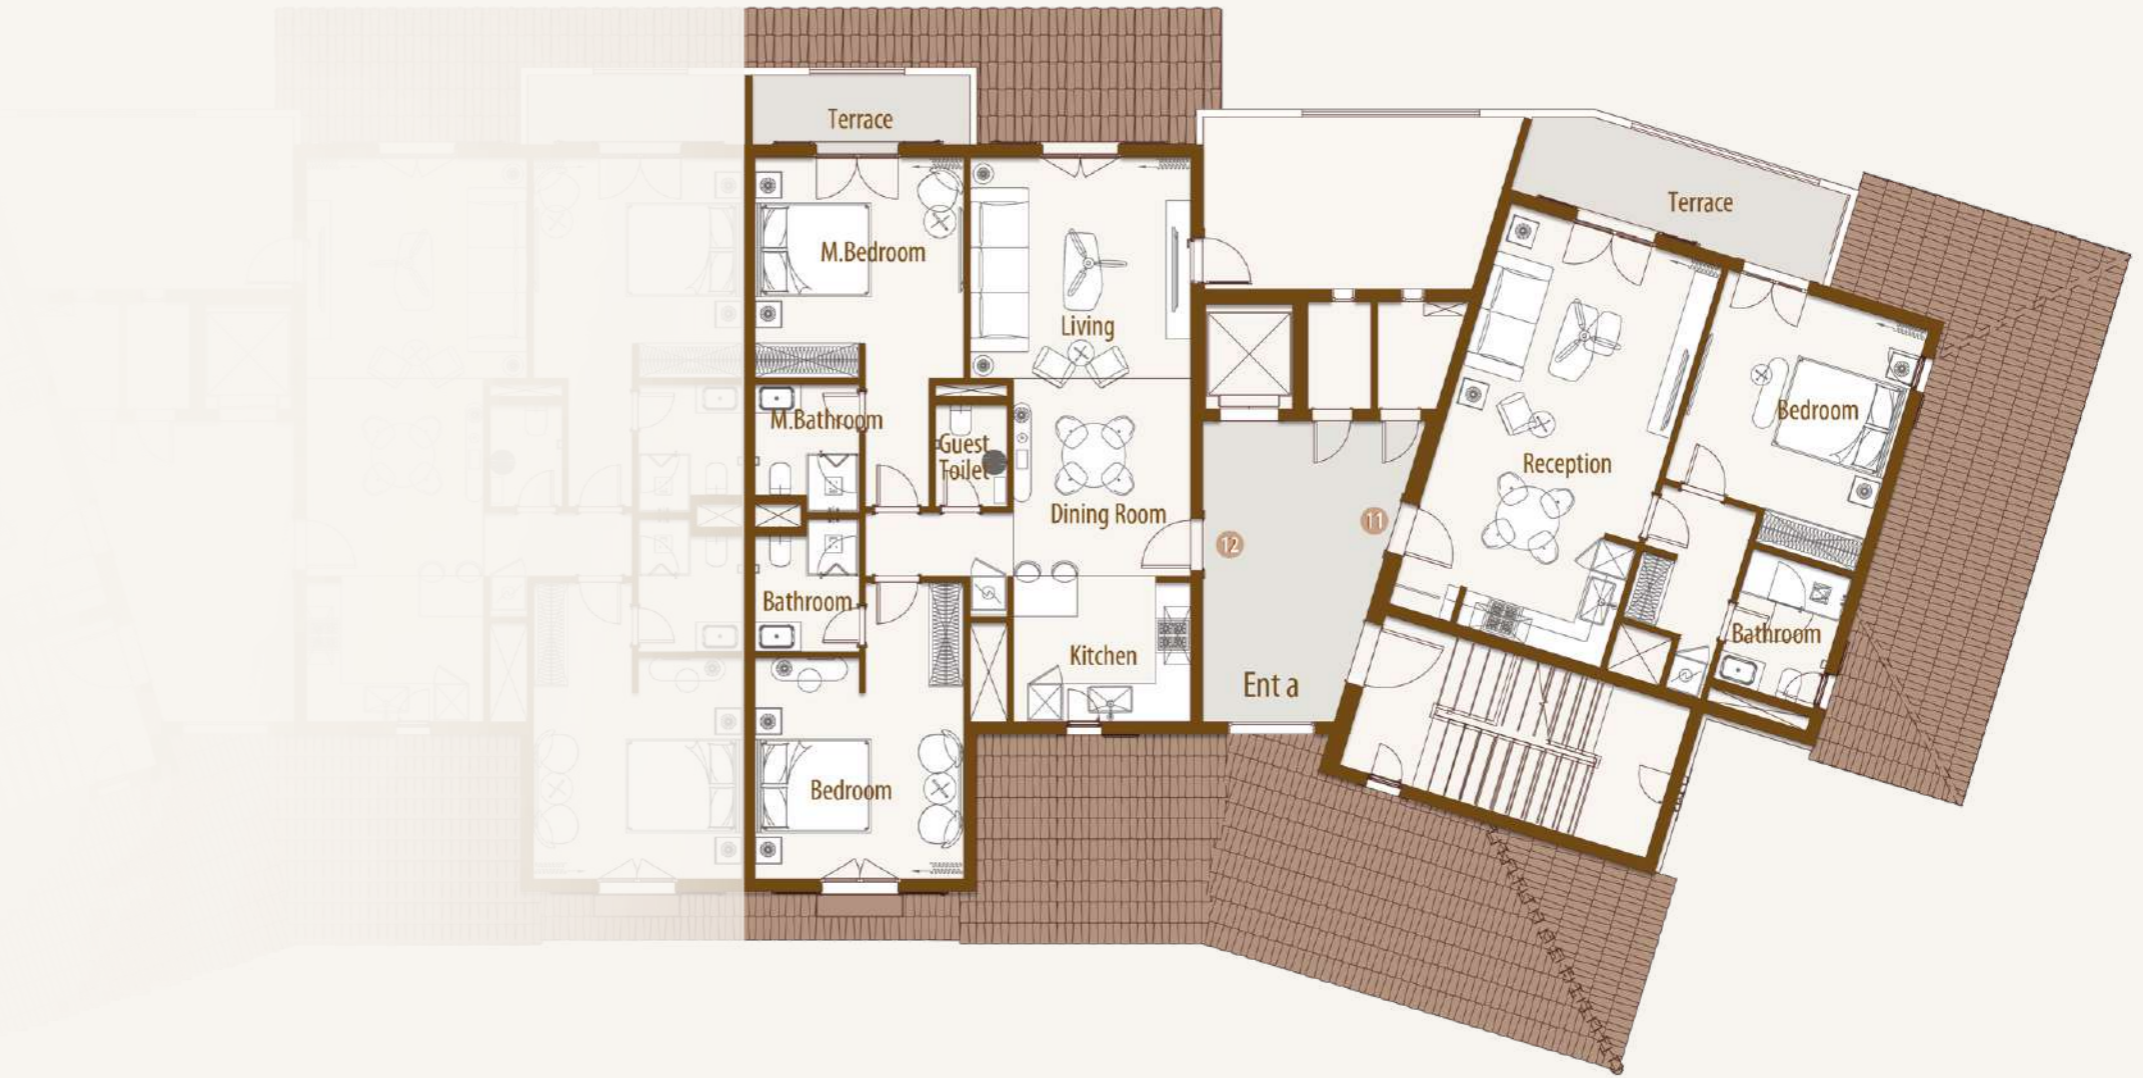 Terrace
M.Bedroom
Living
M.Bathroom
Guest
Toilet
Dining Room
Bathroom
Kitchen
Bedroom
12
11
Ent a
Terrace
Bedroom
Reception
Bathroom